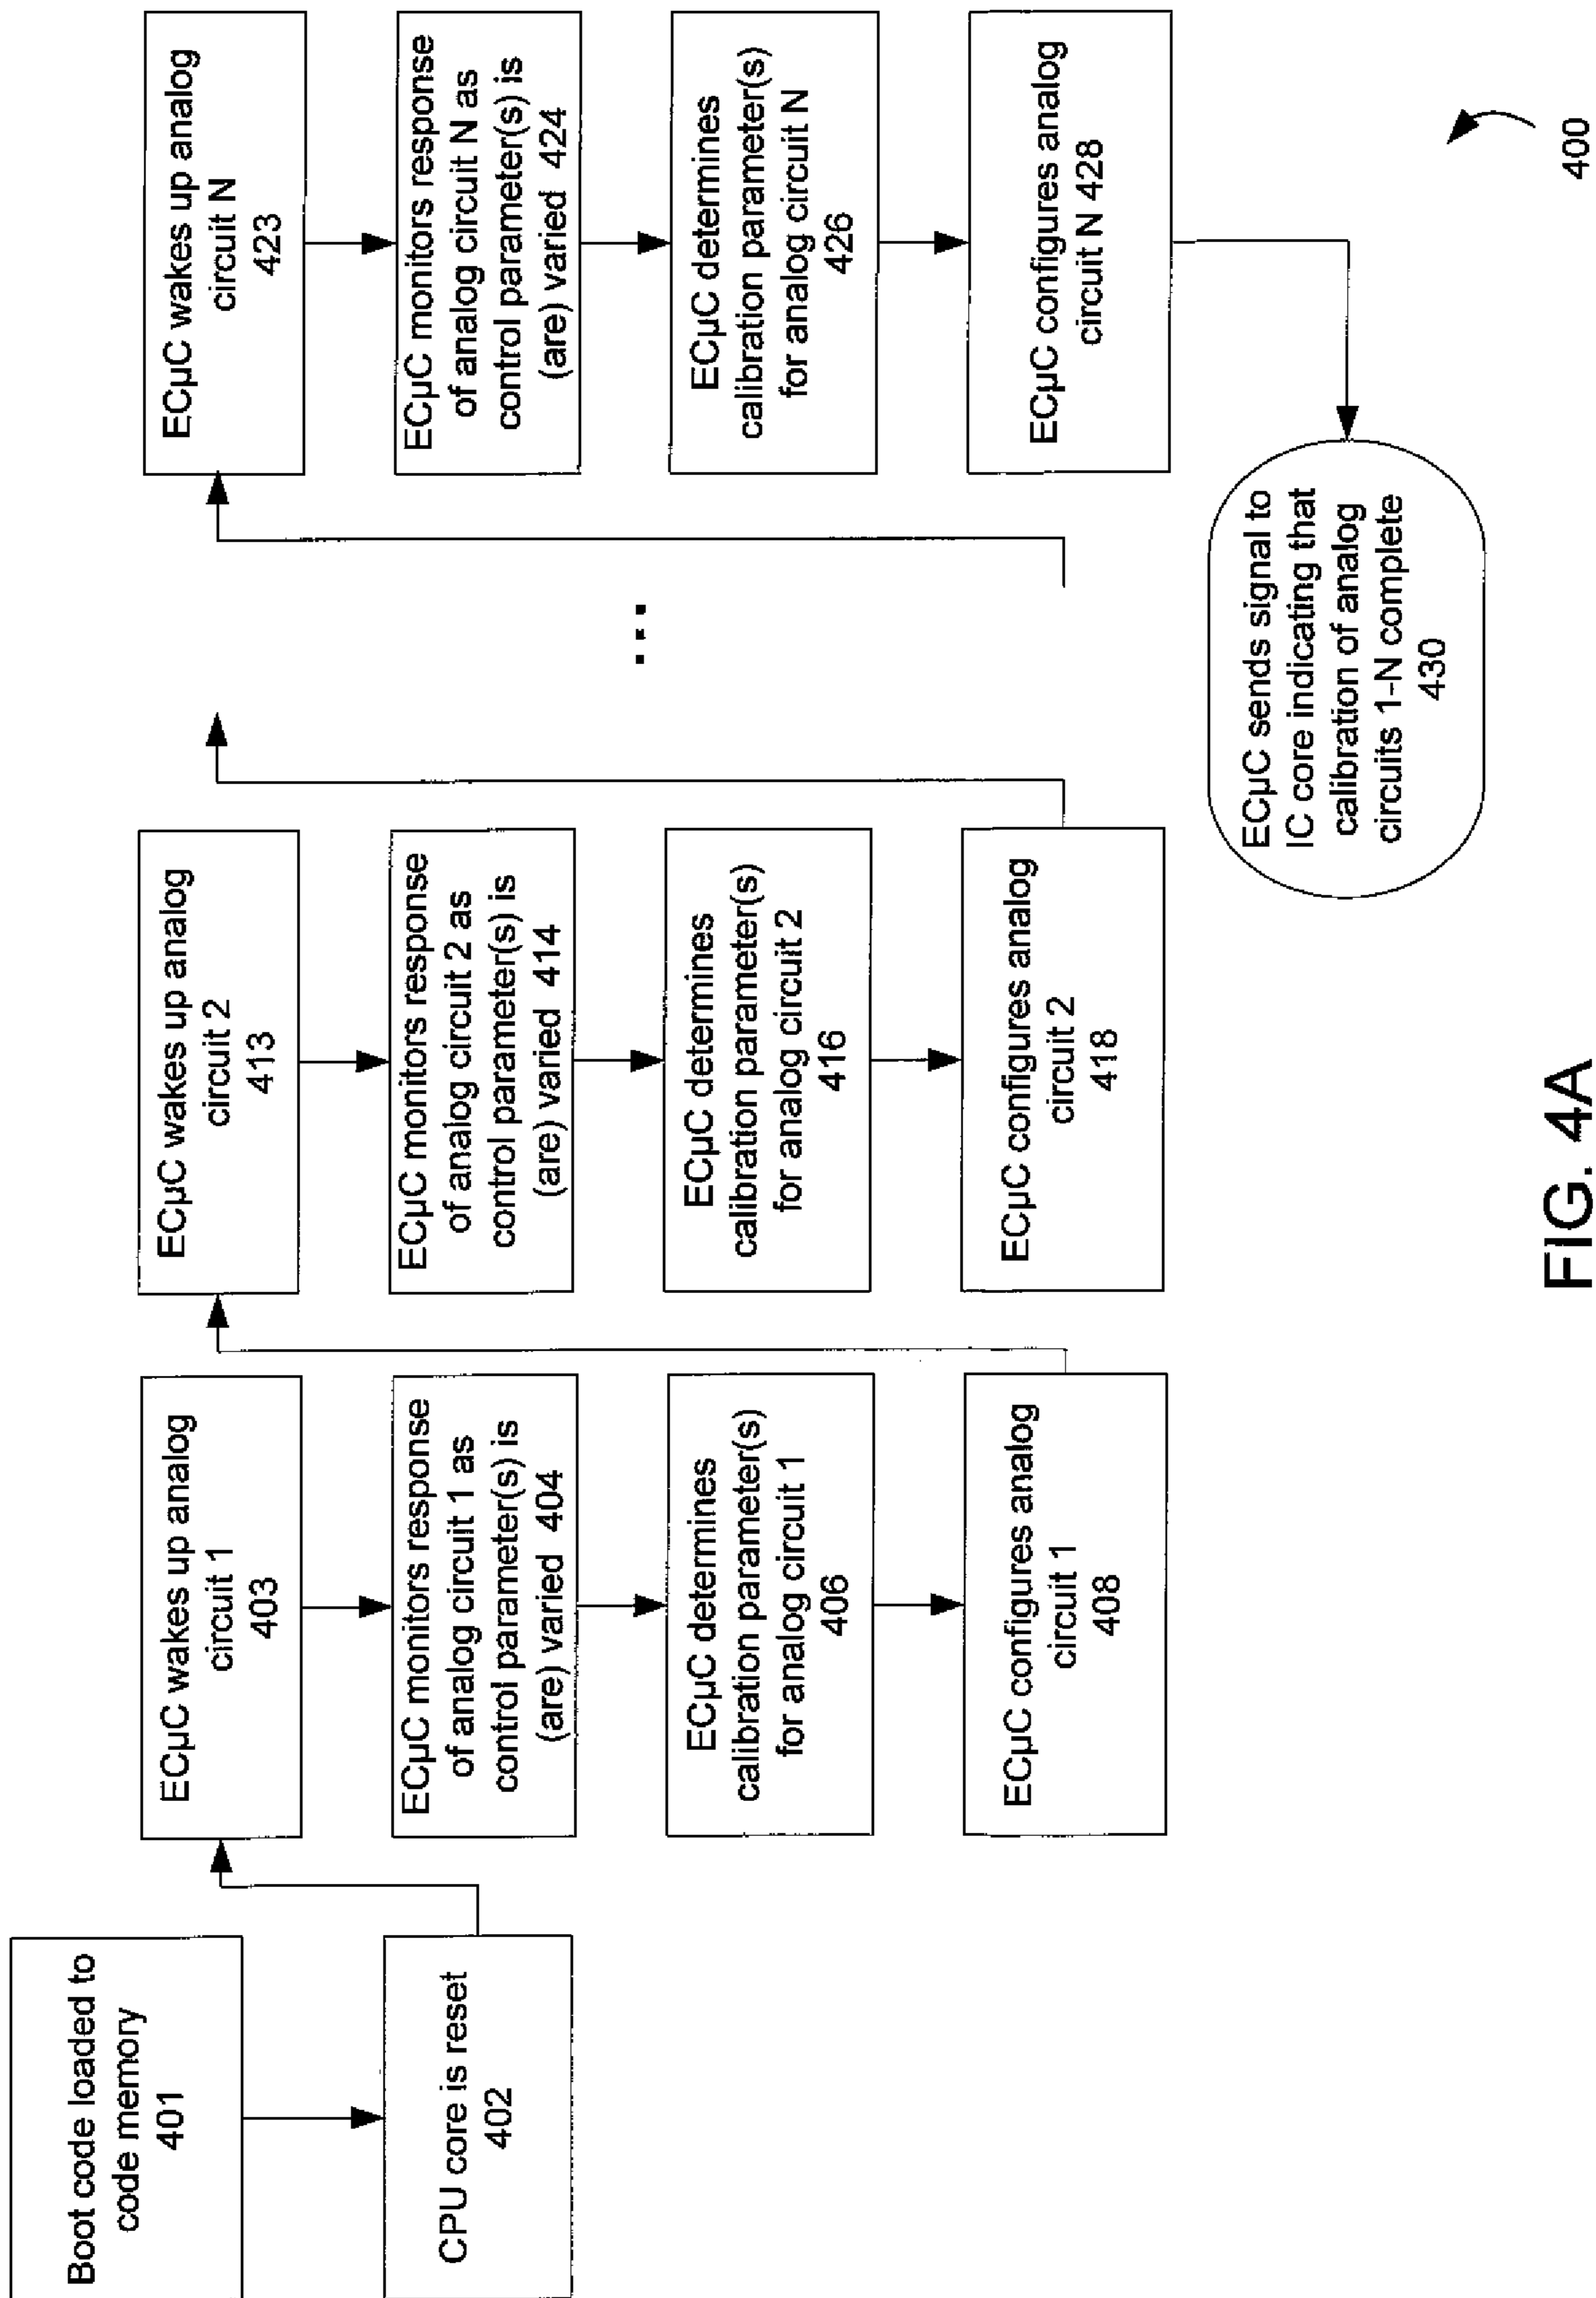 Boot code loaded to
code memory
401
CPU core is reset
402
ECµC wakes up analog
circuit 1
403
ECµC monitors response
of analog circuit 1 as
control parameter(s) is
(are) varied 404
ECµC determines
calibration parameter(s)
for analog circuit 1
406
ECµC configures analog
circuit 1
408
ECµC wakes up analog
circuit 2
413
ECµC monitors response
of analog circuit 2 as
control parameter(s) is
(are) varied 414
ECµC determines
calibration parameter(s)
for analog circuit 2
416
ECµC configures analog
circuit 2
418
...
ECµC wakes up analog
circuit N
423
ECµC monitors response
of analog circuit N as
control parameter(s) is
(are) varied 424
ECµC determines
calibration parameter(s)
for analog circuit N
426
ECµC configures analog
circuit N 428
ECµC sends signal to
IC core indicating that
calibration of analog
circuits 1-N complete
430
400
FIG. 4A